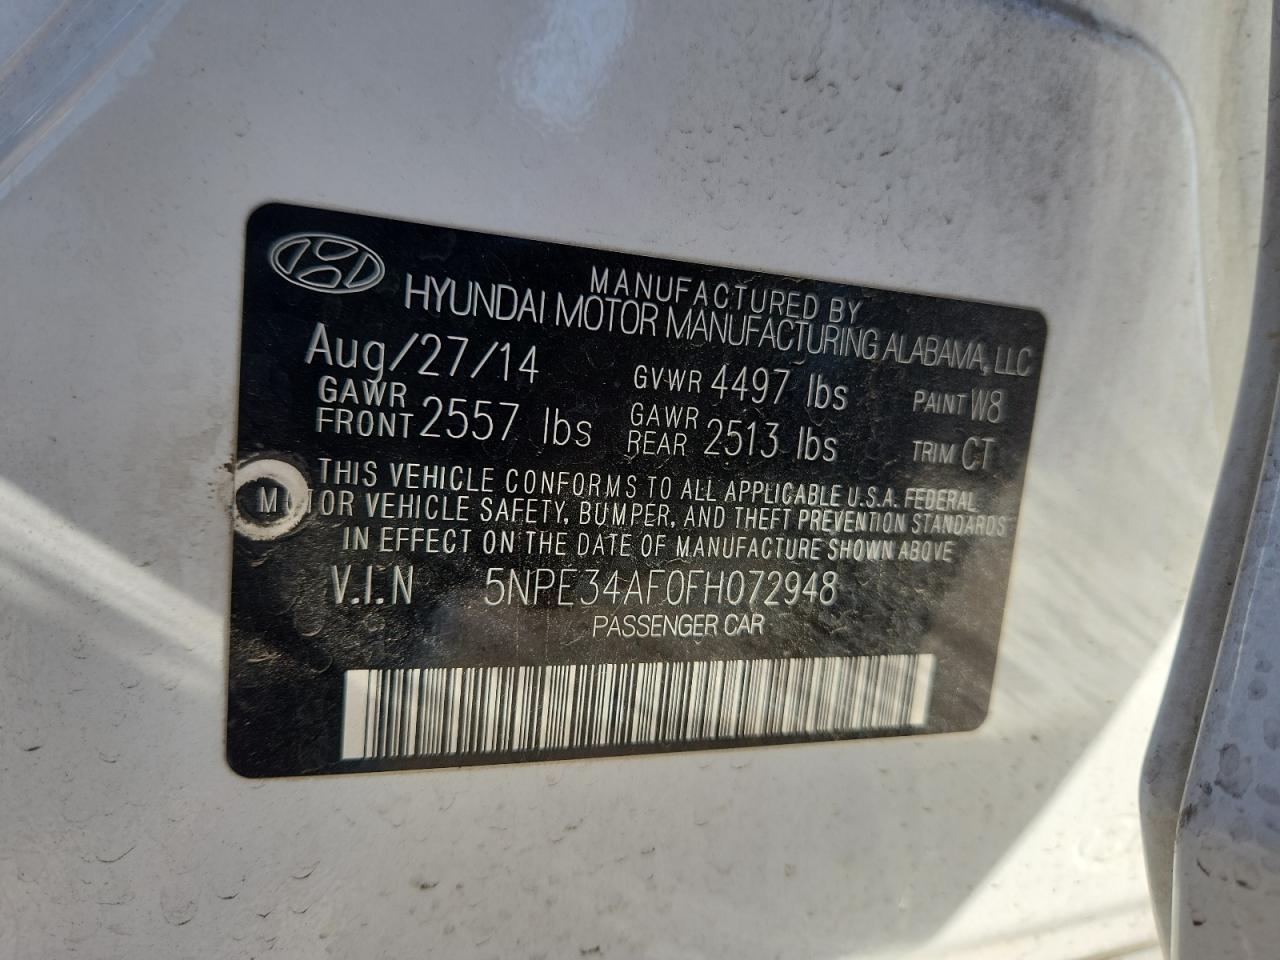 MANUFACTURED BY
HYUNDAI MOTOR MANUFACTURING ALABAMA, LLC
Aug/27/14 GVWR 4497 lbs PAINT W8
GAWR FRONT 2557 lbs GAWR REAR 2513 lbs TRIM CT
THIS VEHICLE CONFORMS TO ALL APPLICABLE U.S.A. FEDERAL
MOTOR VEHICLE SAFETY, BUMPER, AND THEFT PREVENTION STANDARDS
IN EFFECT ON THE DATE OF MANUFACTURE SHOWN ABOVE
V.I.N 5NPE34AF0FH072948
PASSENGER CAR